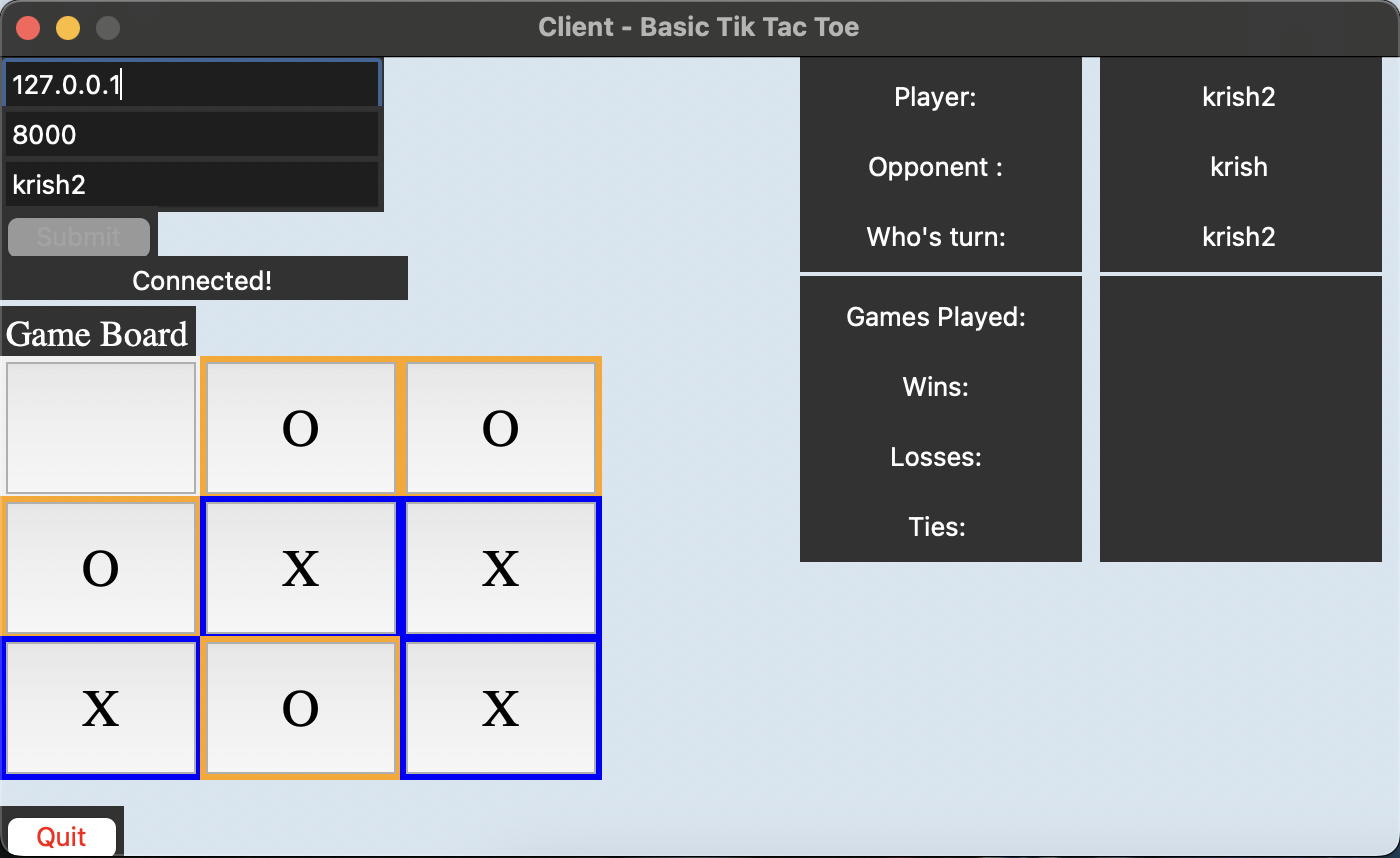 Client - Basic Tik Tac Toe
127.0.0.1
8000
krish2
Submit
Connected!
Player: krish2
Opponent : krish
Who's turn: krish2
Games Played:
Wins:
Losses:
Ties:
Game Board
O O
O X X
X O X
Quit